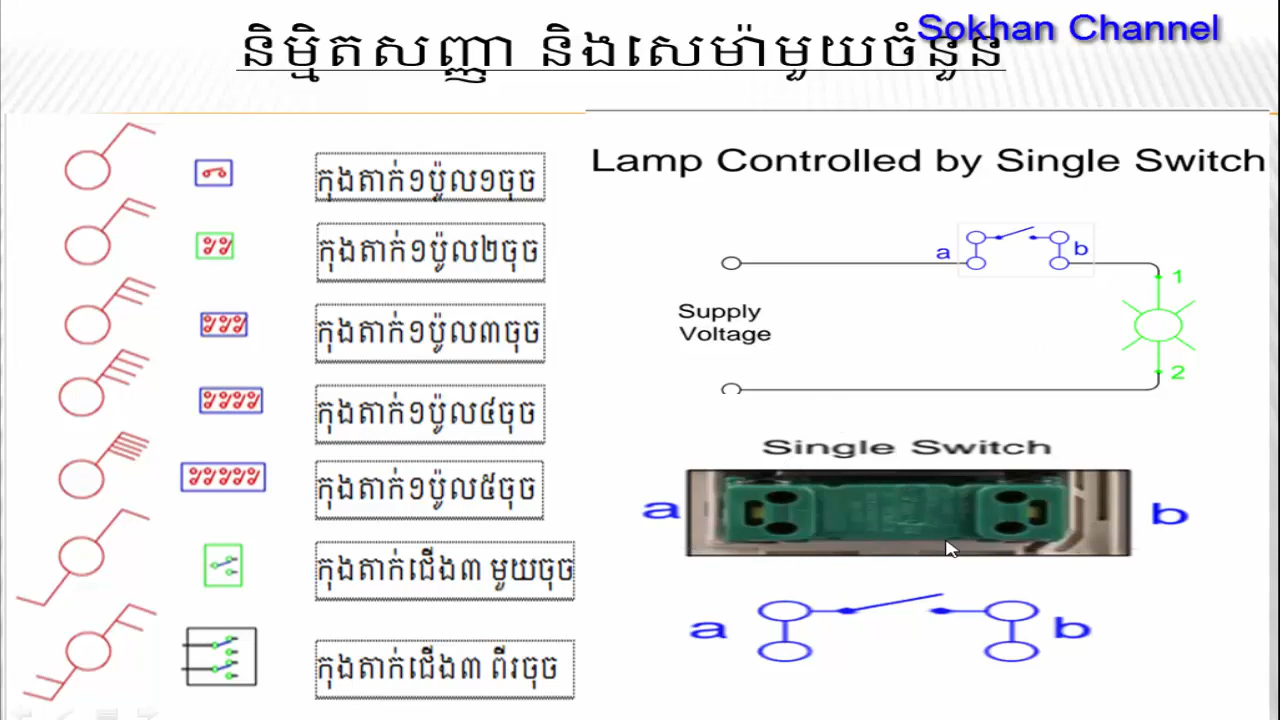 Sokhan Channel
និម្មិតសញ្ញា និងសេម៉ាមួយចំនួន
កុងតាក់១ប៉ូល១ចុច
កុងតាក់១ប៉ូល២ចុច
កុងតាក់១ប៉ូល៣ចុច
កុងតាក់១ប៉ូល៤ចុច
កុងតាក់១ប៉ូល៥ចុច
កុងតាក់ជើង៣ មួយចុច
កុងតាក់ជើង៣ ពីរចុច
Lamp Controlled by Single Switch
a
b
1
Supply
Voltage
2
Single Switch
a
b
a
b